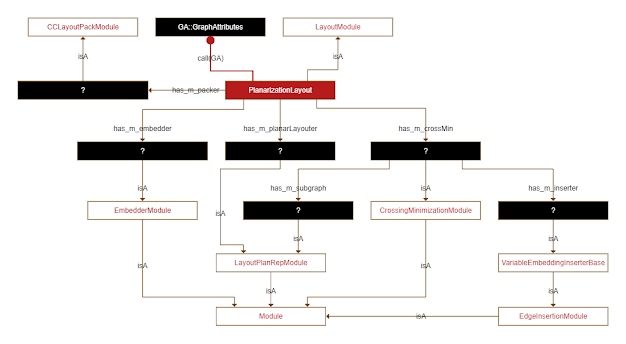 CCLayoutPackModule
GA::GraphAttributes
LayoutModule
isA
call(GA)
isA
?
has_m_packer
PlanarizationLayout
has_m_embedder
has_m_planarLayouter
has_m_crossMin
?
?
?
isA
has_m_subgraph
isA
has_m_inserter
EmbedderModule
isA
?
CrossingMinimizationModule
?
isA
isA
isA
isA
LayoutPlanRepModule
VariableEmbeddingInserterBase
isA
isA
Module
isA
EdgeInsertionModule